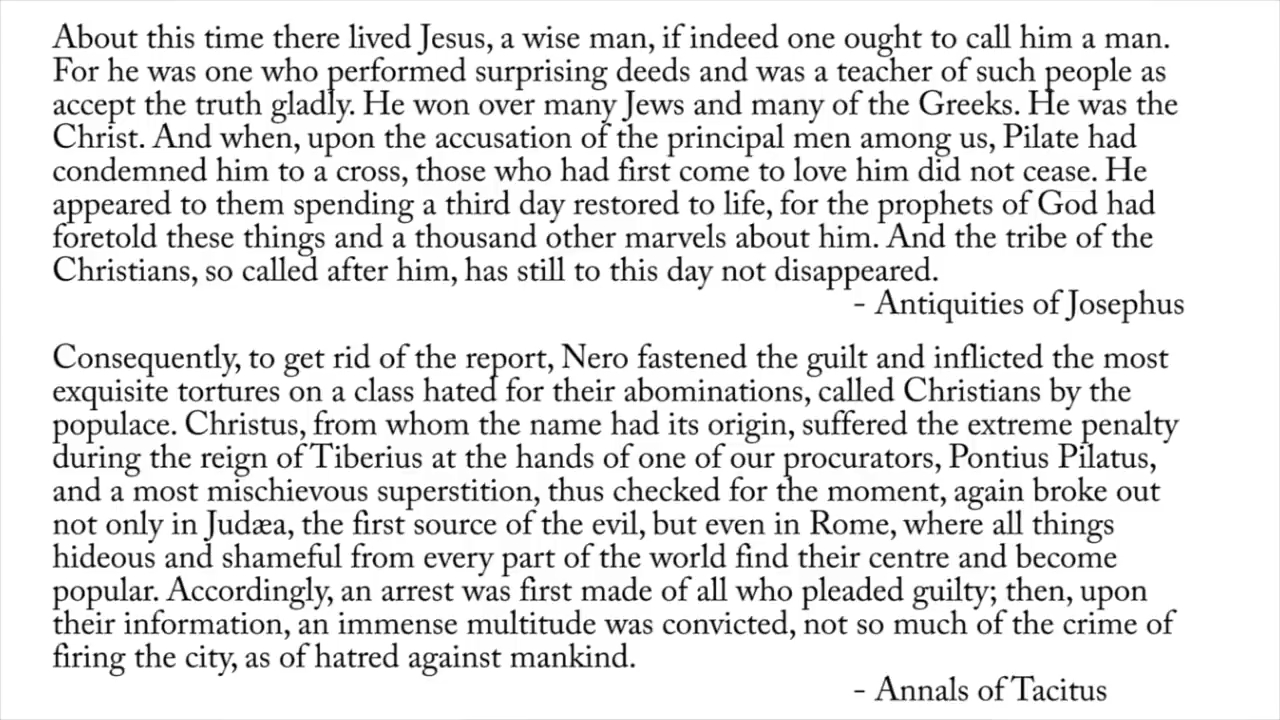 About this time there lived Jesus, a wise man, if indeed one ought to call him a man.
For he was one who performed surprising deeds and was a teacher of such people as
accept the truth gladly. He won over many Jews and many of the Greeks. He was the
Christ. And when, upon the accusation of the principal men among us, Pilate had
condemned him to a cross, those who had first come to love him did not cease. He
appeared to them spending a third day restored to life, for the prophets of God had
foretold these things and a thousand other marvels about him. And the tribe of the
Christians, so called after him, has still to this day not disappeared.
- Antiquities of Josephus
Consequently, to get rid of the report, Nero fastened the guilt and inflicted the most
exquisite tortures on a class hated for their abominations, called Christians by the
populace. Christus, from whom the name had its origin, suffered the extreme penalty
during the reign of Tiberius at the hands of one of our procurators, Pontius Pilatus,
and a most mischievous superstition, thus checked for the moment, again broke out
not only in Judæa, the first source of the evil, but even in Rome, where all things
hideous and shameful from every part of the world find their centre and become
popular. Accordingly, an arrest was first made of all who pleaded guilty; then, upon
their information, an immense multitude was convicted, not so much of the crime of
firing the city, as of hatred against mankind.
- Annals of Tacitus